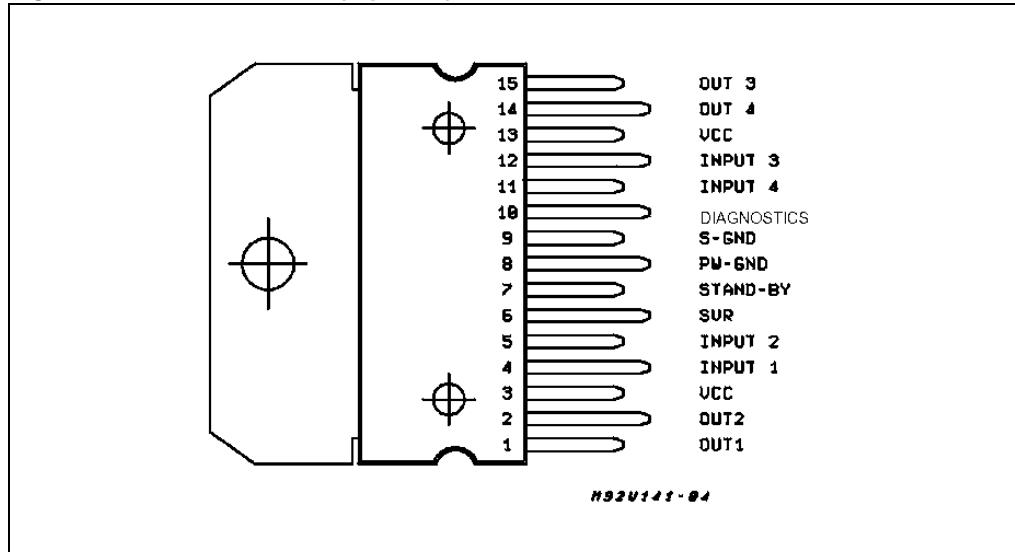 15 OUT 3
14 OUT 4
13 VCC
12 INPUT 3
11 INPUT 4
10 DIAGNOSTICS
9 S-GND
8 PW-GND
7 STAND-BY
6 SVR
5 INPUT 2
4 INPUT 1
3 VCC
2 OUT2
1 OUT1
M92V141-04